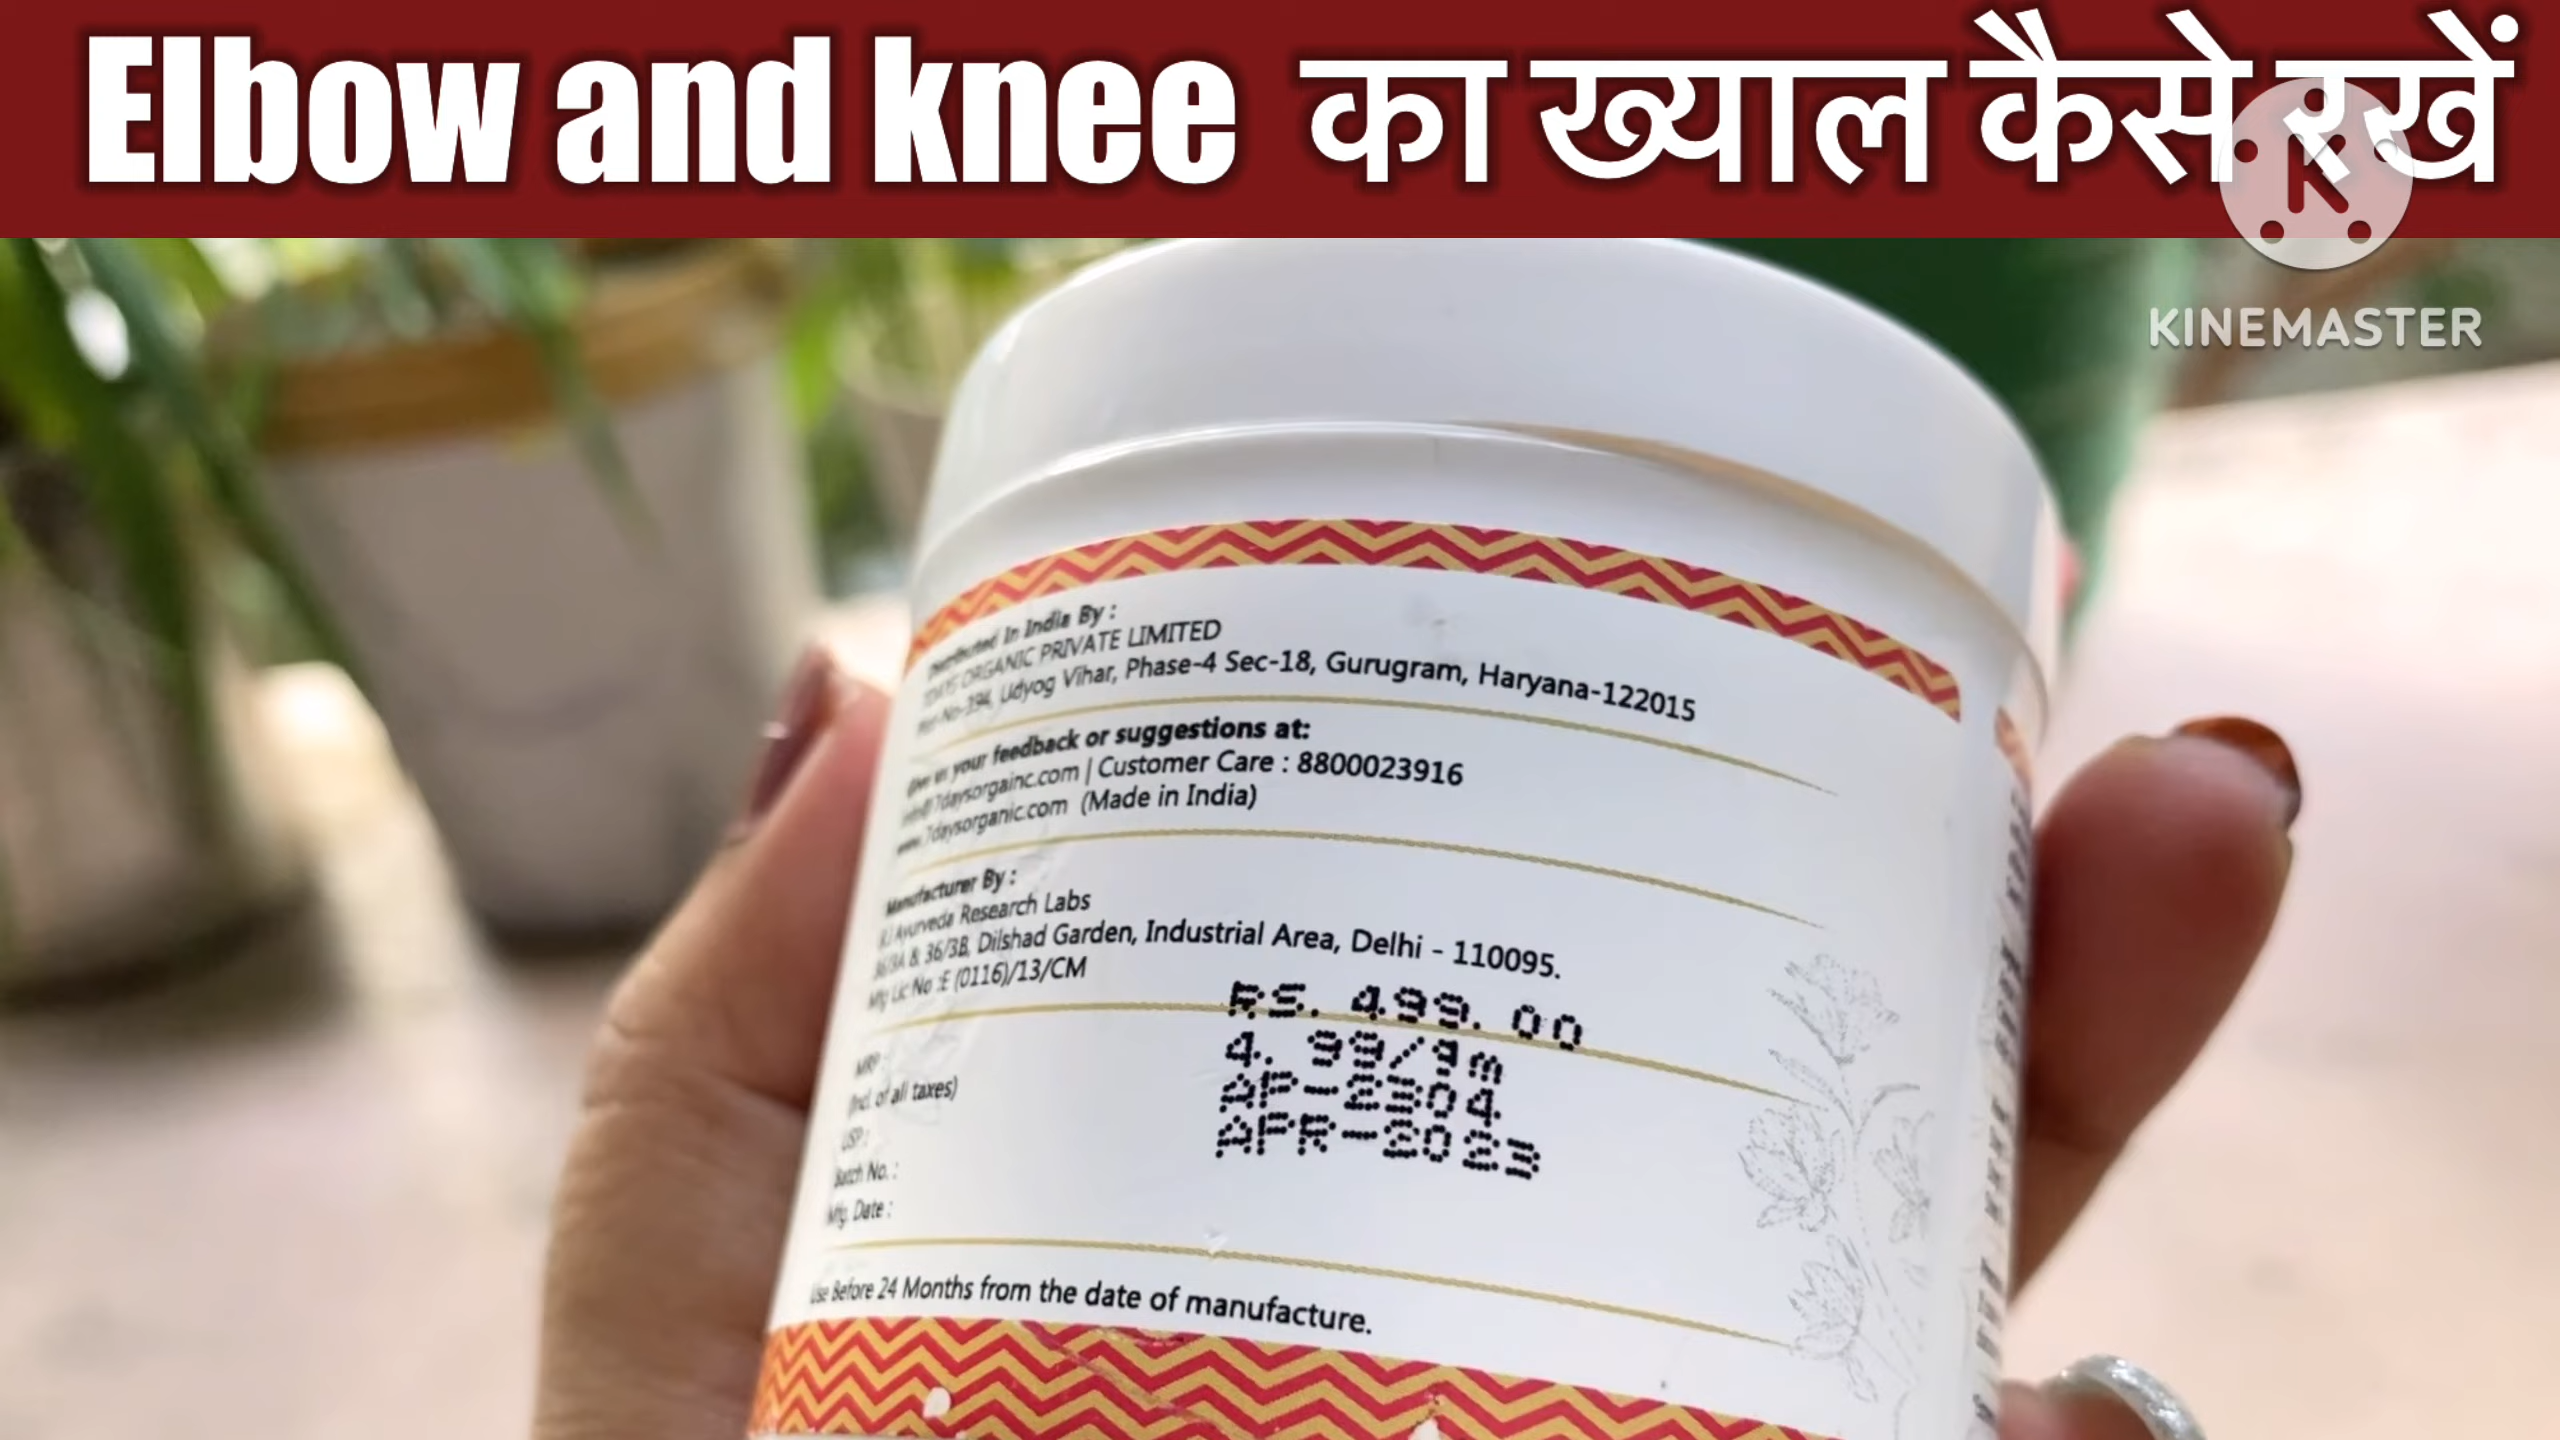 Elbow and knee का ख्याल कैसे रखें
KINEMASTER
Distributed In India By :
7DAYS ORGANIC PRIVATE LIMITED
Udyog Vihar, Phase-4 Sec-18, Gurugram, Haryana-122015
your feedback or suggestions at:
info@7daysorgainc.com | Customer Care : 8800023916
www.7daysorganic.com (Made in India)
Manufacturer By :
Ayurveda Research Labs
& 36/3B, Dilshad Garden, Industrial Area, Delhi - 110095.
Mfg Lic No :E (0116)/13/CM
RS. 499.00
MRP :
4.99/gm
(Incl. of all taxes)
AP-2304
USP :
APR-2023
Batch No. :
Mfg. Date :
Use Before 24 Months from the date of manufacture.